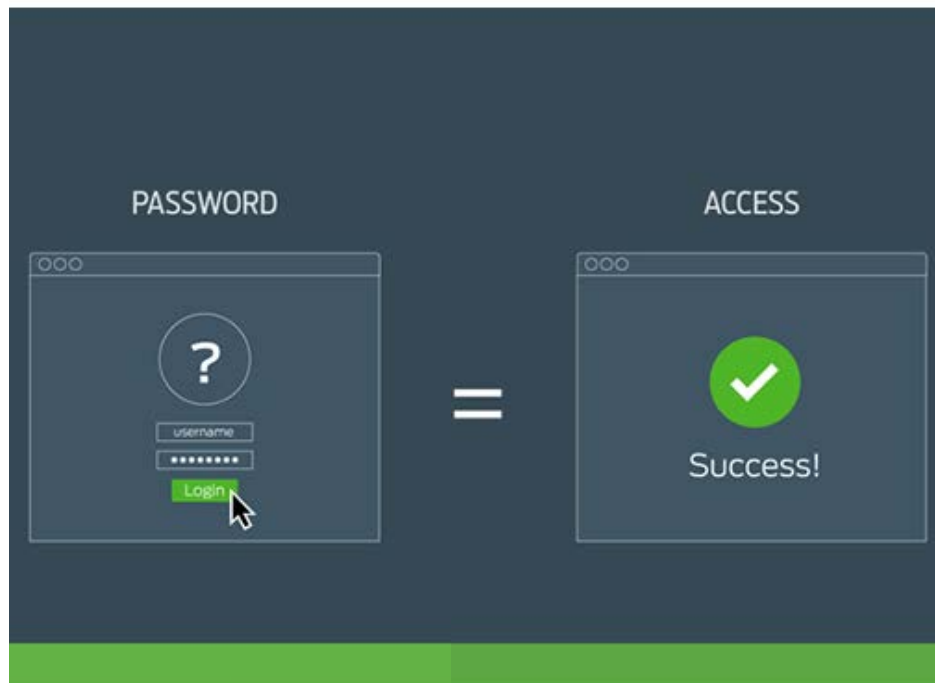 PASSWORD
ACCESS
?
username
********
Login
=
Success!